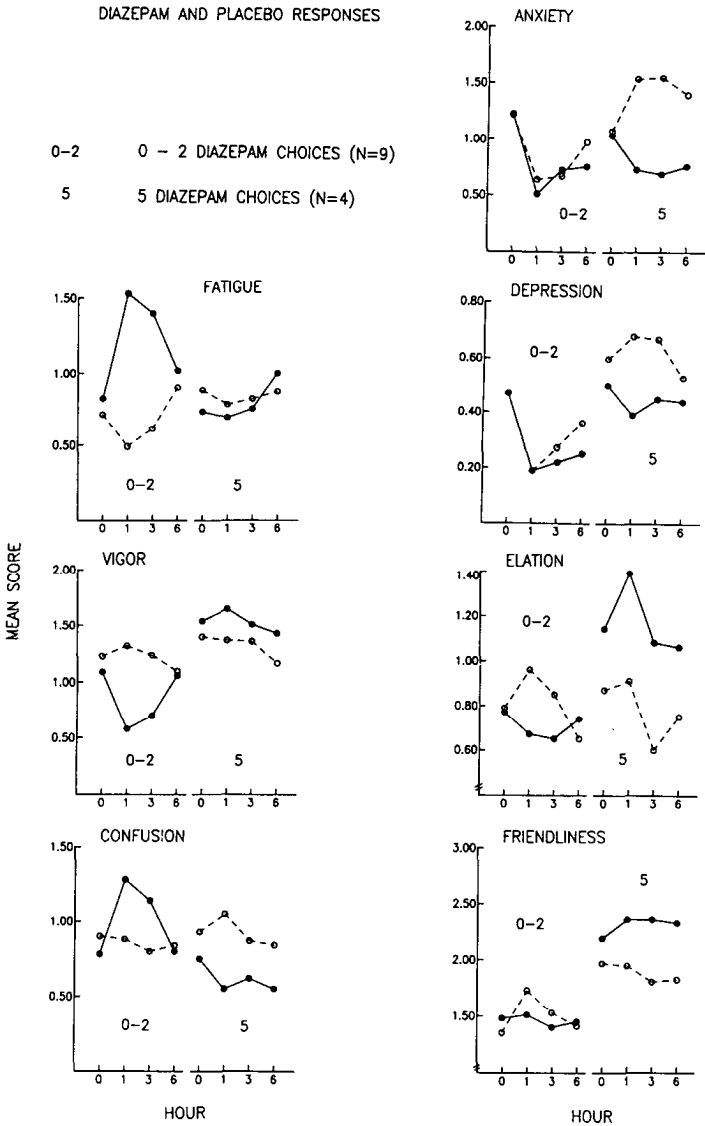 DIAZEPAM AND PLACEBO RESPONSES
0-2 0 - 2 DIAZEPAM CHOICES (N=9)
5 5 DIAZEPAM CHOICES (N=4)
ANXIETY
2.00
1.50
1.00
0.50
0-2 5
0 1 3 6 0 1 3 6
FATIGUE
1.50
1.00
0.50
0-2 5
0 1 3 6 0 1 3 6
DEPRESSION
0.80
0.60
0.40
0.20
0-2
5
0 1 3 6 0 1 3 6
MEAN SCORE
VIGOR
2.00
1.50
1.00
0.50
0-2 5
0 1 3 6 0 1 3 6
ELATION
1.40
1.20
1.00
0.80
0.60
0-2
5
0 1 3 6 0 1 3 6
CONFUSION
1.50
1.00
0.50
0-2 5
0 1 3 6 0 1 3 6
HOUR
FRIENDLINESS
3.00
2.50
2.00
1.50
5
0-2
0 1 3 6 0 1 3 6
HOUR